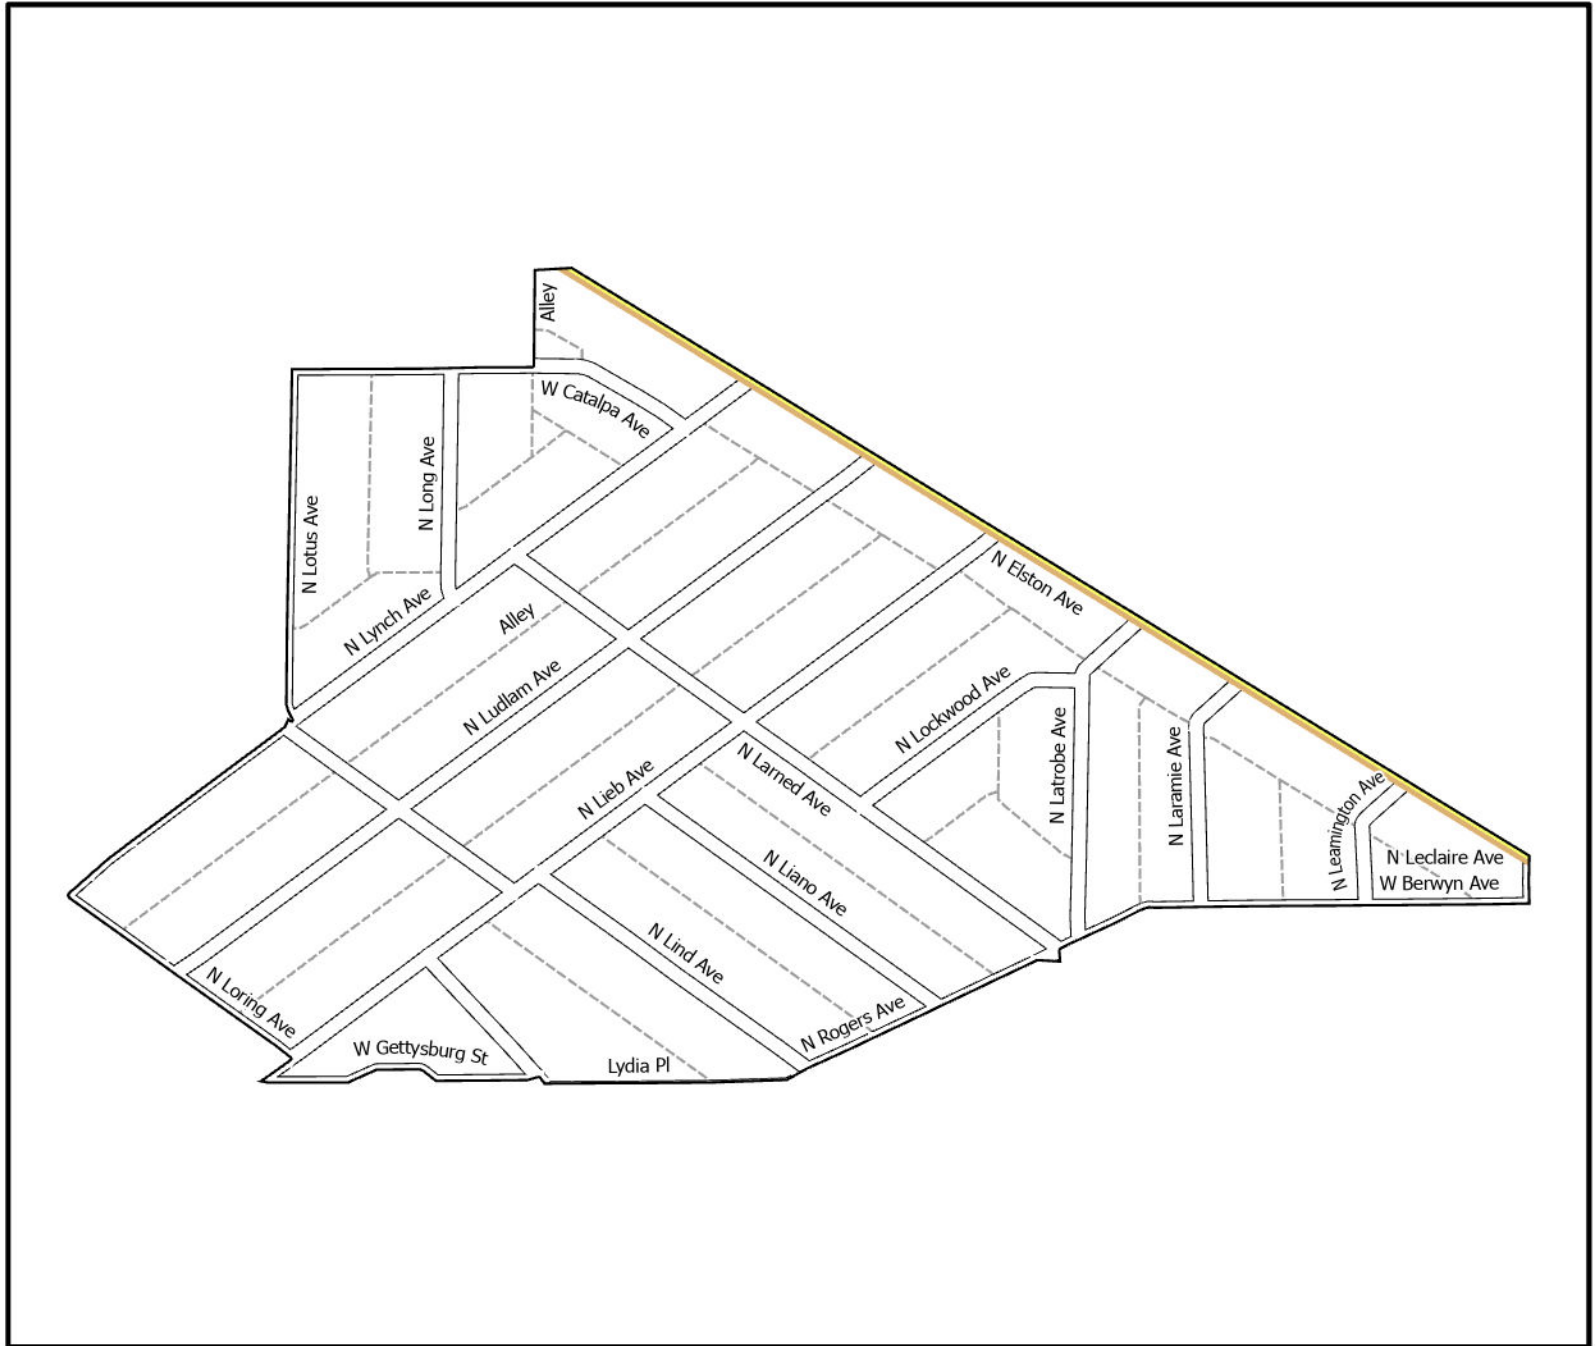 Alley
W Catalpa Ave
N Long Ave
N Lotus Ave
N Elston Ave
N Lynch Ave
Alley
N Ludlam Ave
N Lockwood Ave
N Latrobe Ave
N Laramie Ave
N Larned Ave
N Lieb Ave
N Leamington Ave
N Leclaire Ave
W Berwyn Ave
N Liano Ave
N Lind Ave
N Loring Ave
N Rogers Ave
W Gettysburg St
Lydia Pl